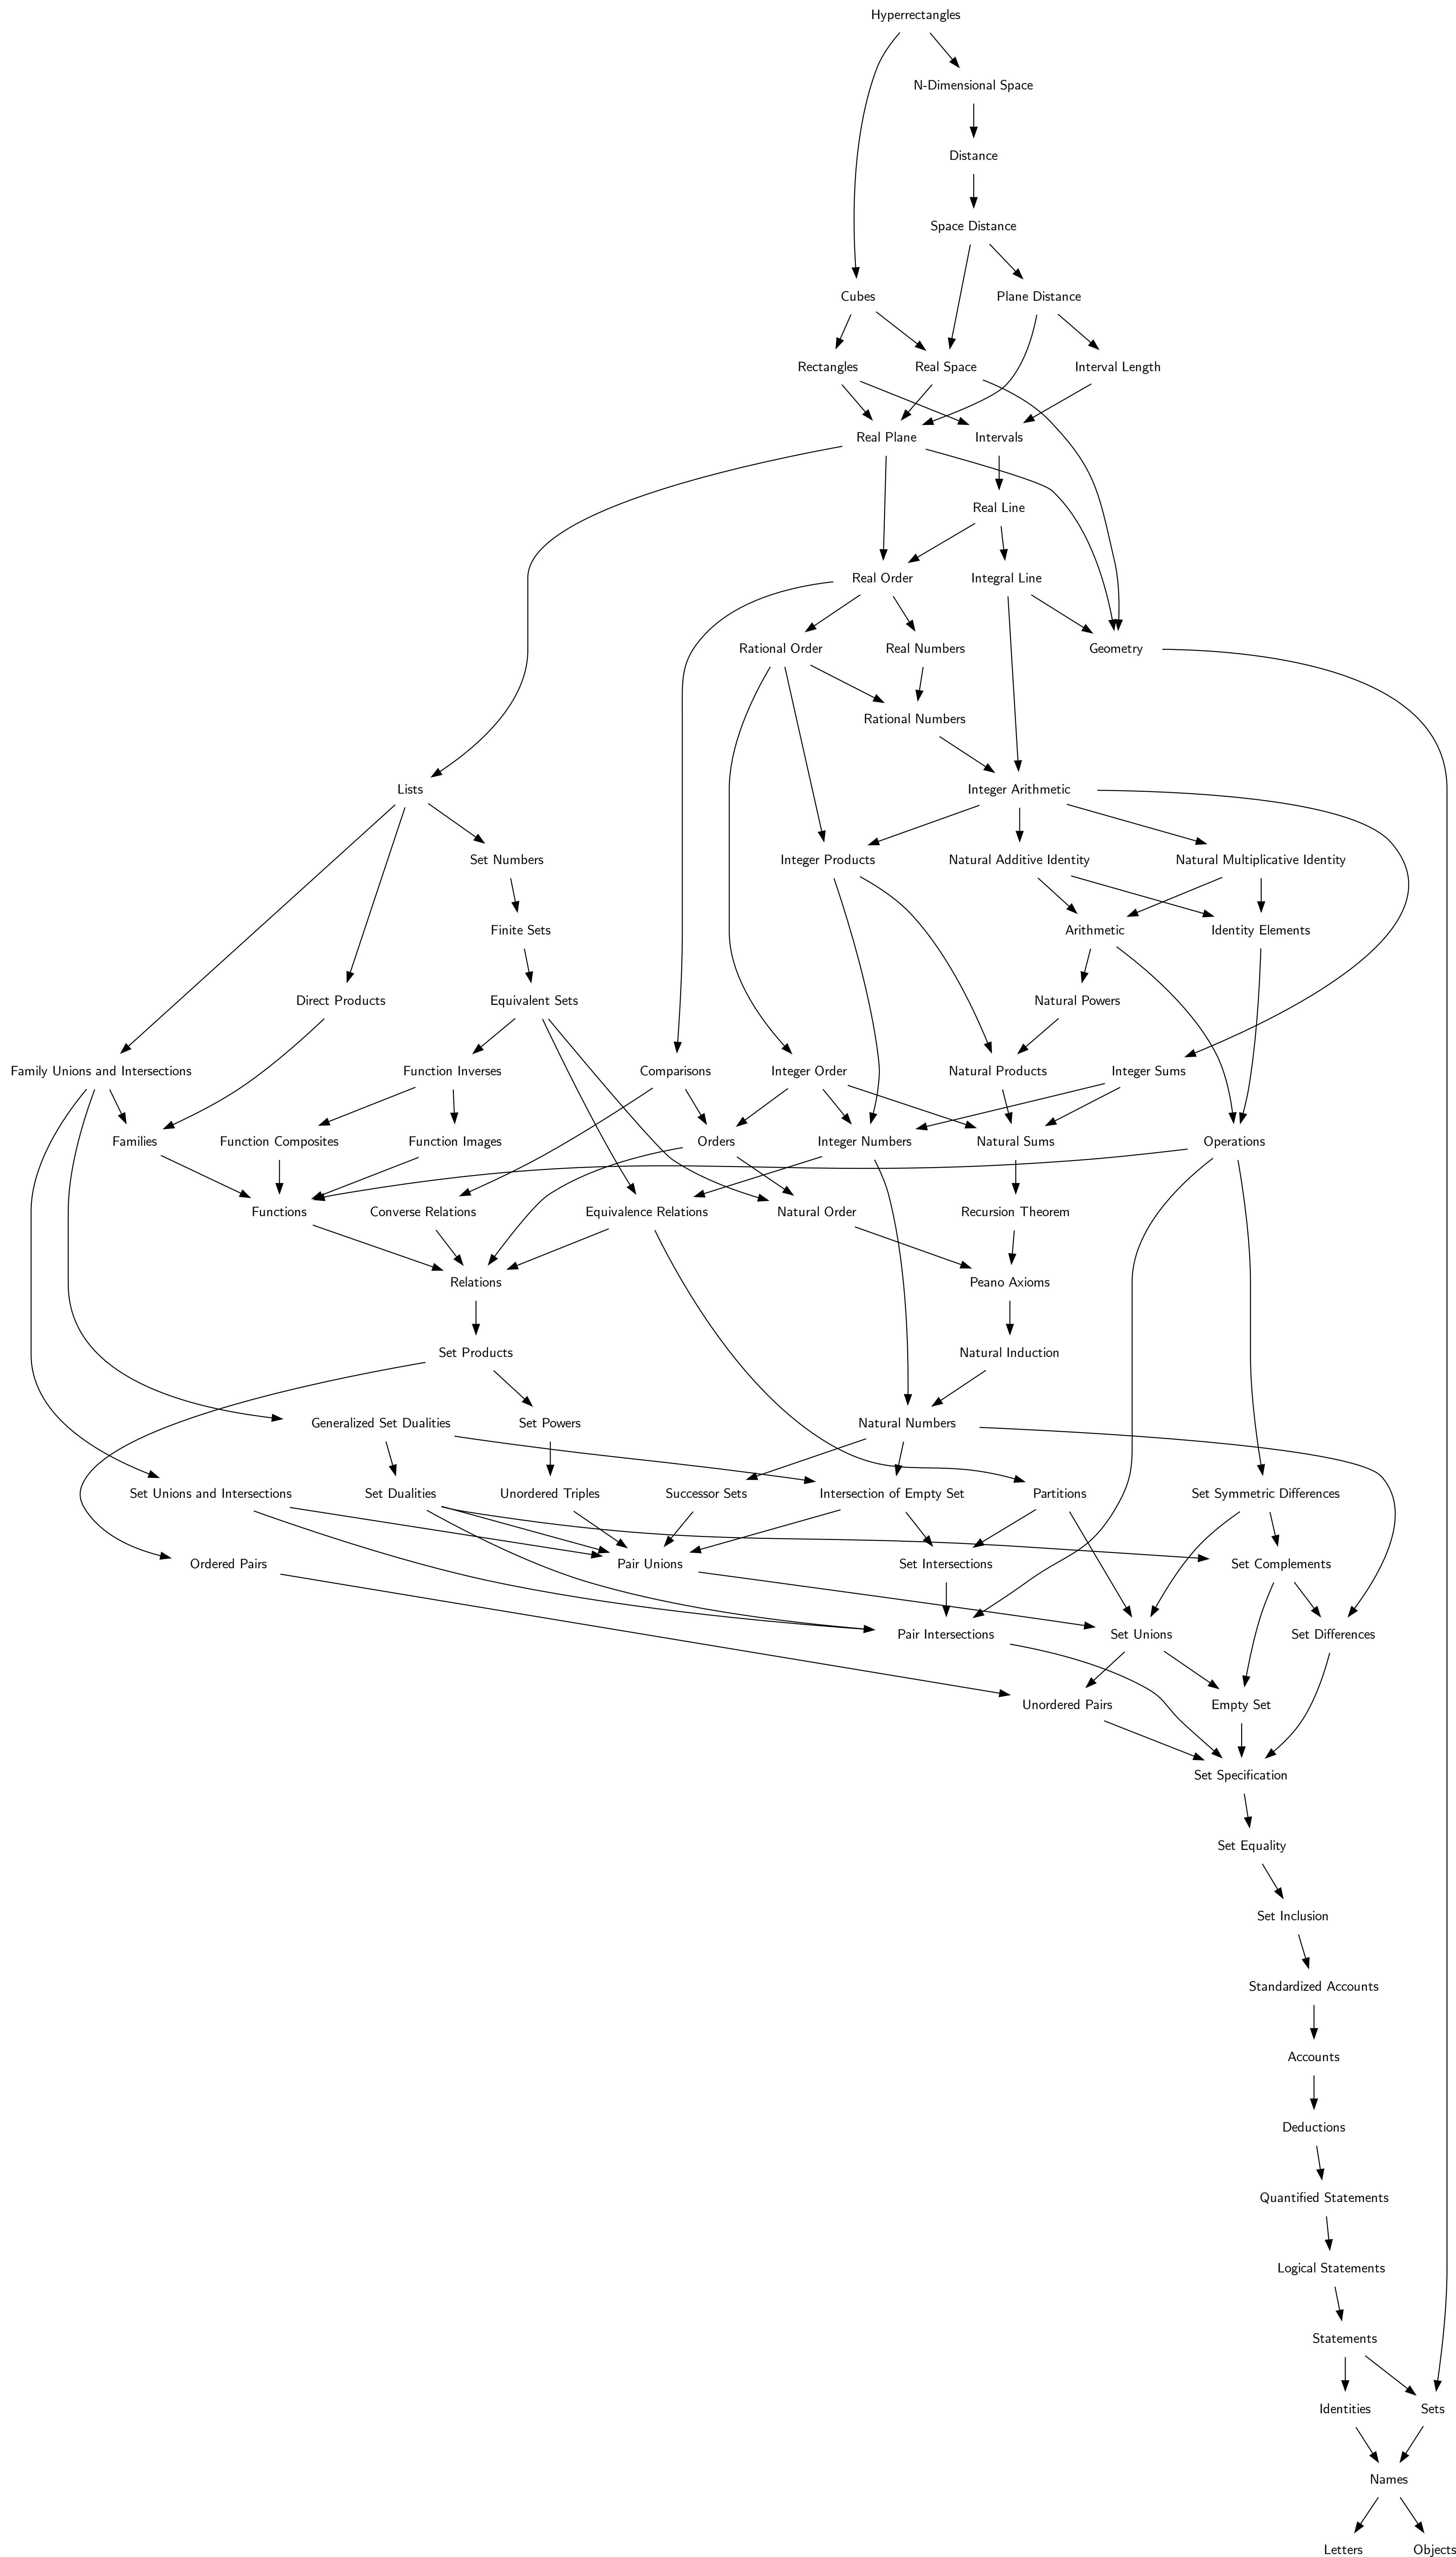 Hyperrectangles
N-Dimensional Space
Distance
Space Distance
Cubes
Plane Distance
Rectangles
Real Space
Interval Length
Real Plane
Intervals
Real Line
Real Order
Integral Line
Rational Order
Real Numbers
Geometry
Rational Numbers
Lists
Integer Arithmetic
Set Numbers
Integer Products
Natural Additive Identity
Natural Multiplicative Identity
Finite Sets
Arithmetic
Identity Elements
Direct Products
Equivalent Sets
Natural Powers
Family Unions and Intersections
Function Inverses
Comparisons
Integer Order
Natural Products
Integer Sums
Families
Function Composites
Function Images
Orders
Integer Numbers
Natural Sums
Operations
Functions
Converse Relations
Equivalence Relations
Natural Order
Recursion Theorem
Relations
Peano Axioms
Set Products
Natural Induction
Generalized Set Dualities
Set Powers
Natural Numbers
Set Unions and Intersections
Set Dualities
Unordered Triples
Successor Sets
Intersection of Empty Set
Partitions
Set Symmetric Differences
Ordered Pairs
Pair Unions
Set Intersections
Set Complements
Pair Intersections
Set Unions
Set Differences
Unordered Pairs
Empty Set
Set Specification
Set Equality
Set Inclusion
Standardized Accounts
Accounts
Deductions
Quantified Statements
Logical Statements
Statements
Identities
Sets
Names
Letters
Objects